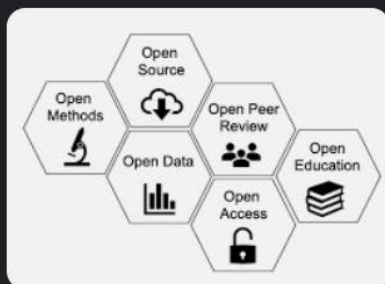 Open
Source
Open
Methods
Open Peer
Review
Open Data
Open
Education
Open
Access